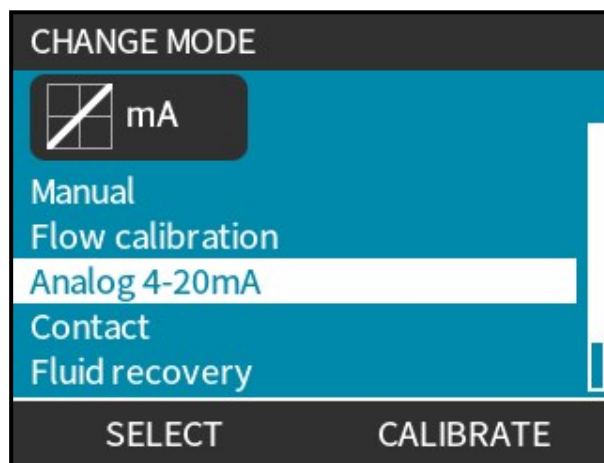 CHANGE MODE
mA
Manual
Flow calibration
Analog 4-20mA
Contact
Fluid recovery
SELECT CALIBRATE